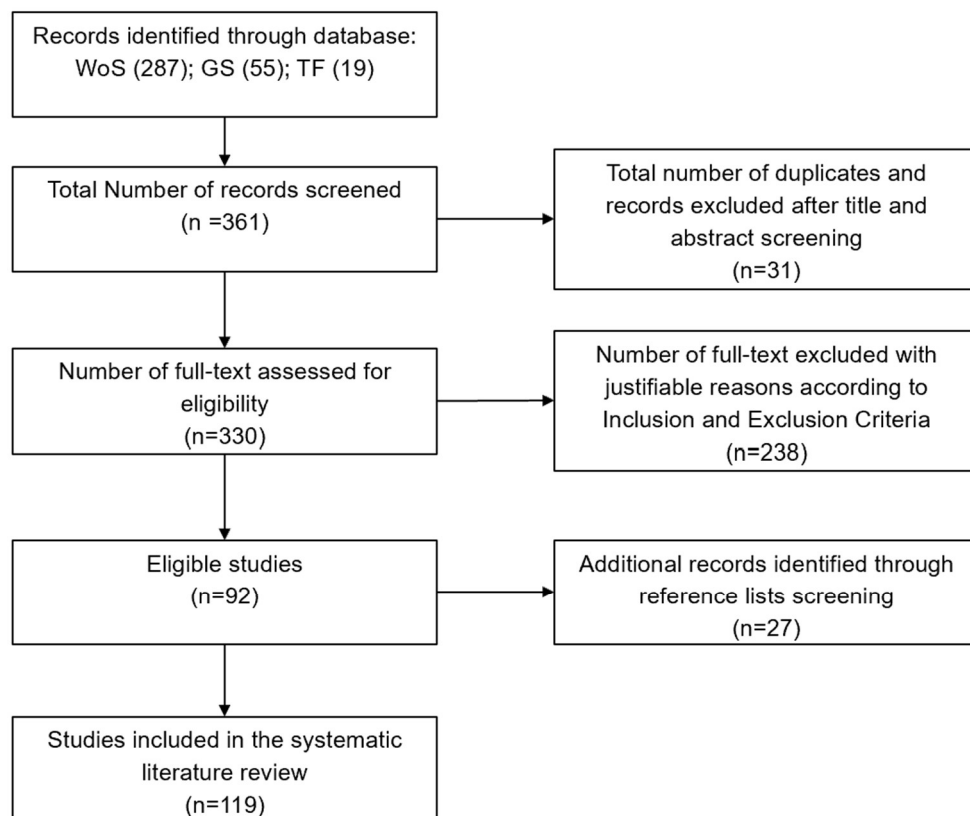 Records identified through database:
WoS (287); GS (55); TF (19)
Total Number of records screened
(n =361)
Total number of duplicates and
records excluded after title and
abstract screening
(n=31)
Number of full-text assessed for
eligibility
(n=330)
Number of full-text excluded with
justifiable reasons according to
Inclusion and Exclusion Criteria
(n=238)
Eligible studies
(n=92)
Additional records identified through
reference lists screening
(n=27)
Studies included in the systematic
literature review
(n=119)